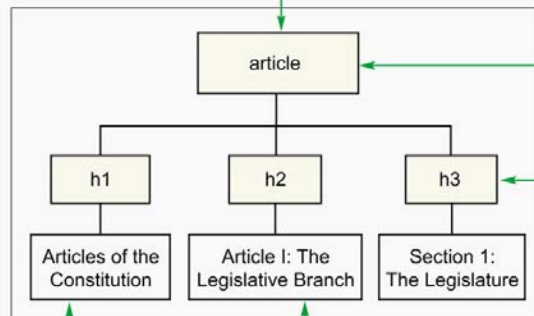 article
h1
h2
h3
Articles of the
Constitution
Article I: The
Legislative Branch
Section 1:
The Legislature